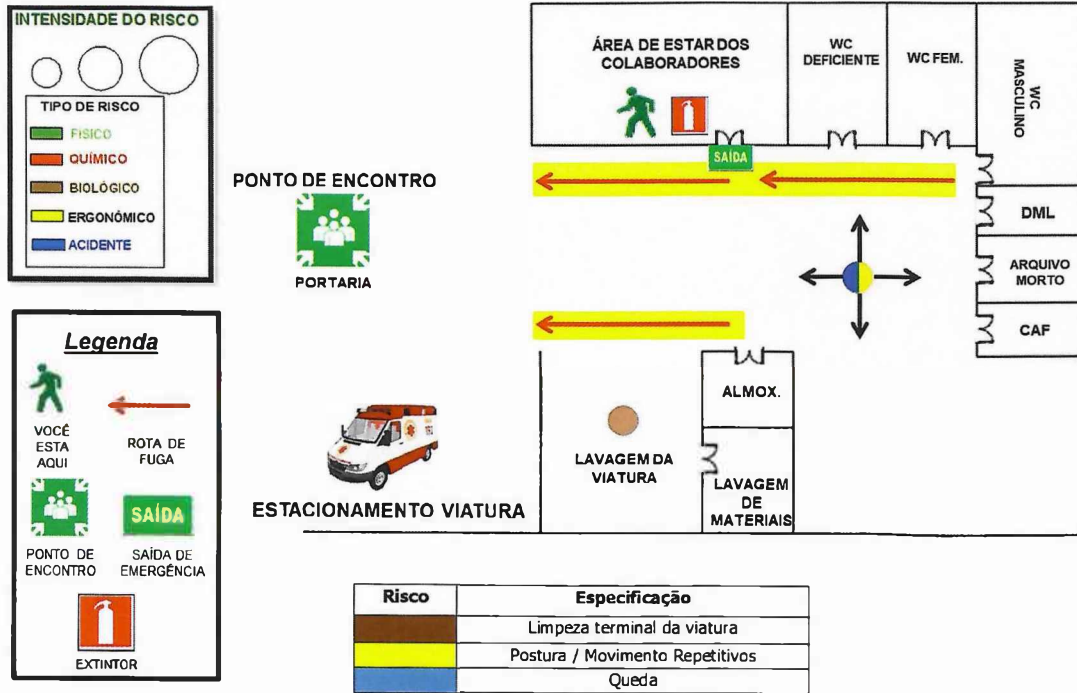 INTENSIDADE DO RISCO
TIPO DE RISCO
FISICO
QUÍMICO
BIOLÓGICO
ERGONÓMICO
ACIDENTE
Legenda
VOCÊ
ESTA
AQUI
ROTA DE
FUGA
SAÍDA
PONTO DE
ENCONTRO
SAÍDA DE
EMERGÊNCIA
EXTINTOR
PONTO DE ENCONTRO
PORTARIA
ESTACIONAMENTO VIATURA
ÁREA DE ESTAR DOS
COLABORADORES
SAÍDA
WC
DEFICIENTE
WC FEM.
WC
MASCULINO
DML
ARQUIVO
MORTO
CAF
ALMOX.
LAVAGEM DA
VIATURA
LAVAGEM
DE
MATERIAIS
Risco Especificação
Limpeza terminal da viatura
Postura / Movimento Repetitivos
Queda